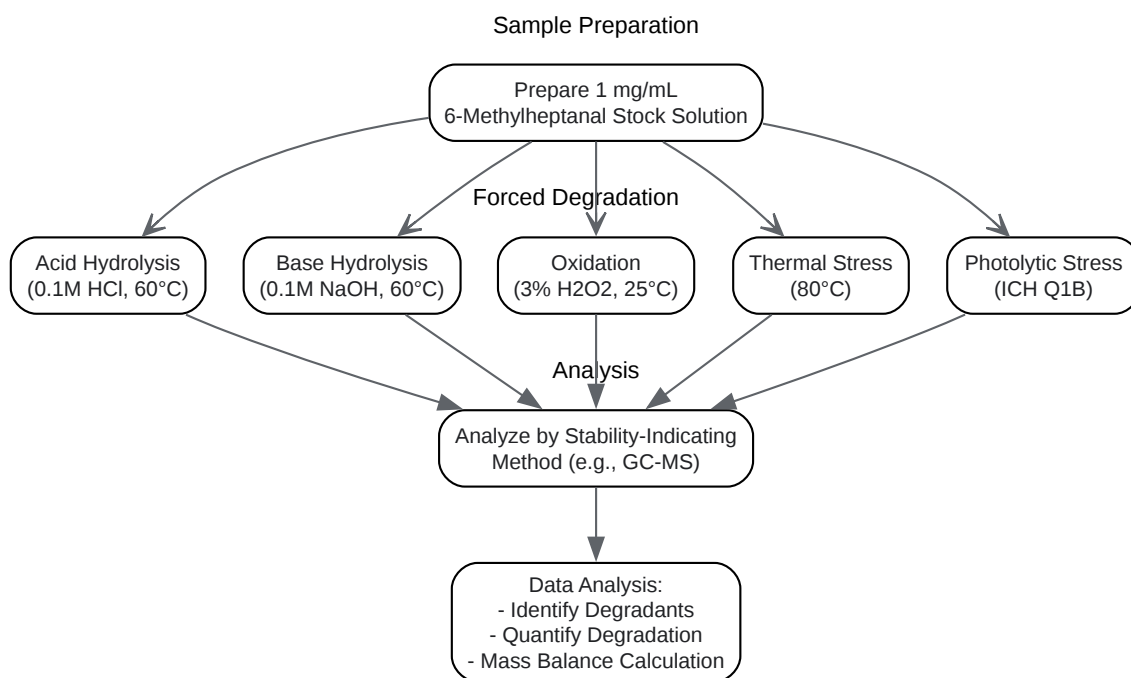 Sample Preparation
Prepare 1 mg/mL
6-Methylheptanal Stock Solution
Forced Degradation
Acid Hydrolysis
(0.1M HCl, 60°C)
Base Hydrolysis
(0.1M NaOH, 60°C)
Oxidation
(3% H2O2, 25°C)
Thermal Stress
(80°C)
Photolytic Stress
(ICH Q1B)
Analysis
Analyze by Stability-Indicating
Method (e.g., GC-MS)
Data Analysis:
- Identify Degradants
- Quantify Degradation
- Mass Balance Calculation